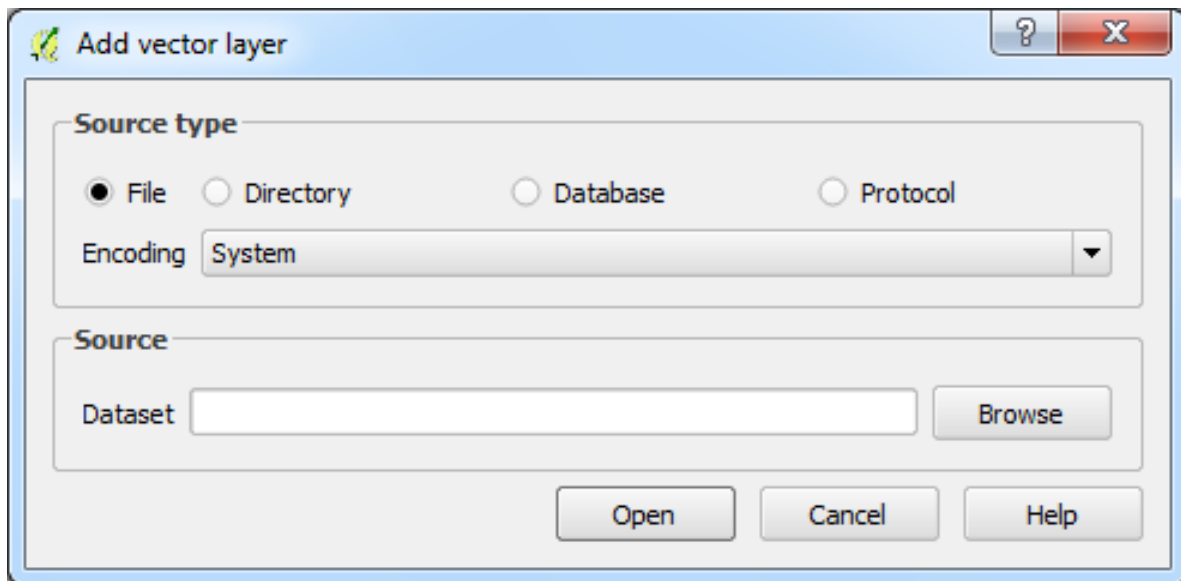 Add vector layer
Source type
File Directory Database Protocol
Encoding System
Source
Dataset Browse
Open Cancel Help